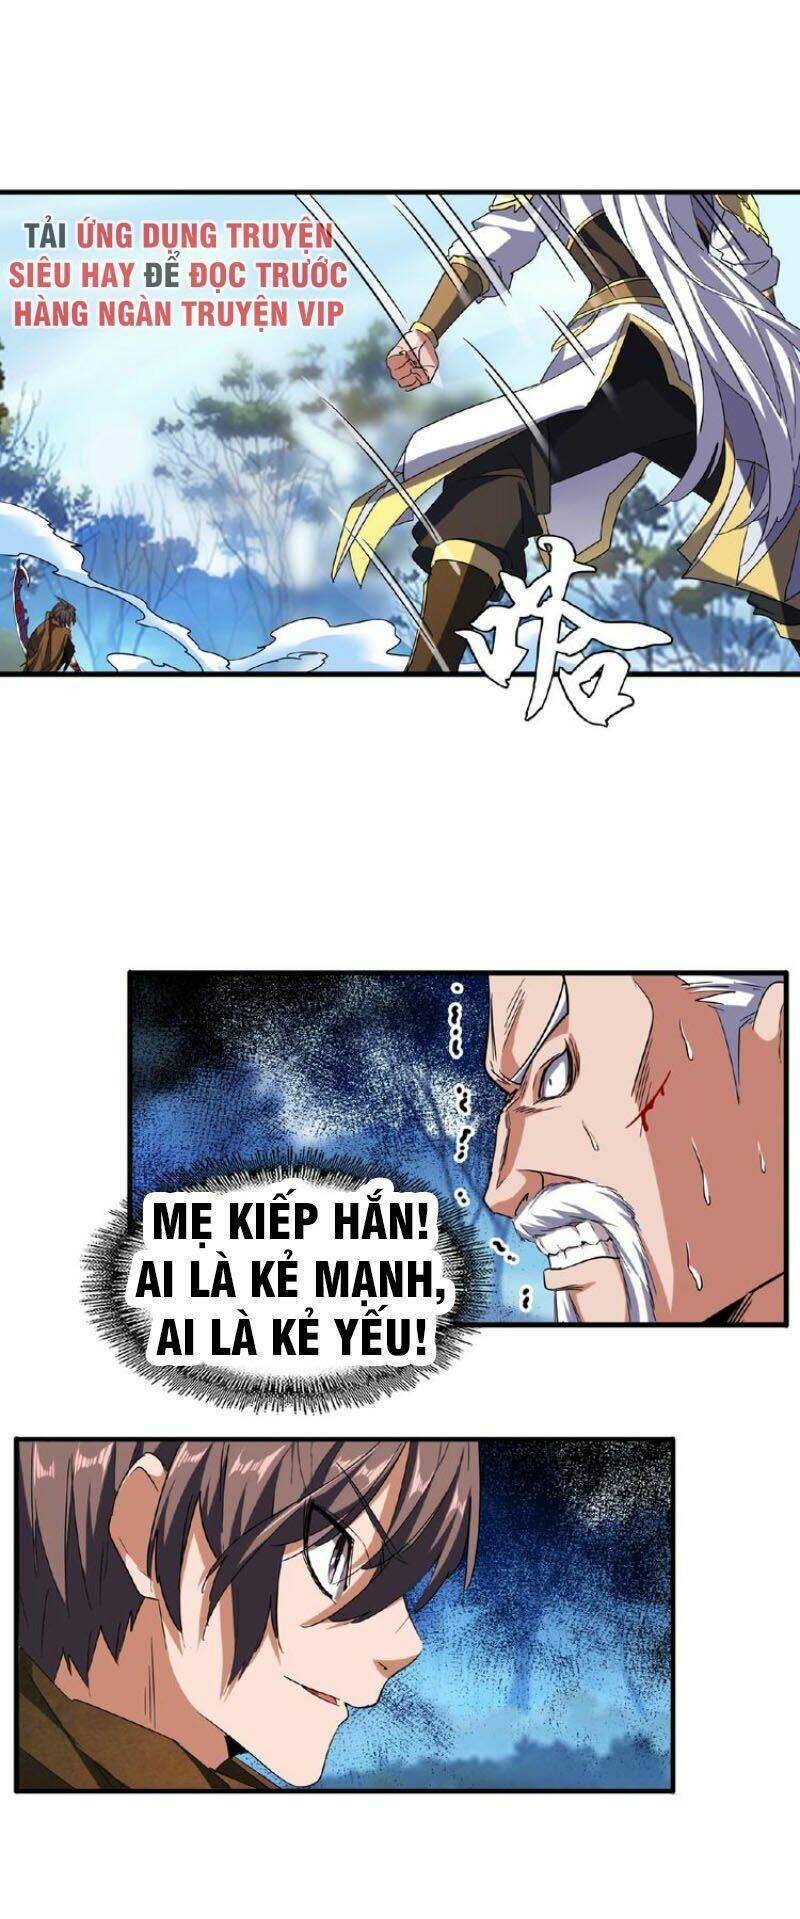 TẢI ỨNG DỤNG TRUYỆN
SIÊU HAY ĐỂ ĐỌC TRƯỚC
HÀNG NGÀN TRUYỆN VIP
嗒
MẸ KIẾP HẮN!
AI LÀ KẺ MẠNH,
AI LÀ KẺ YẾU!